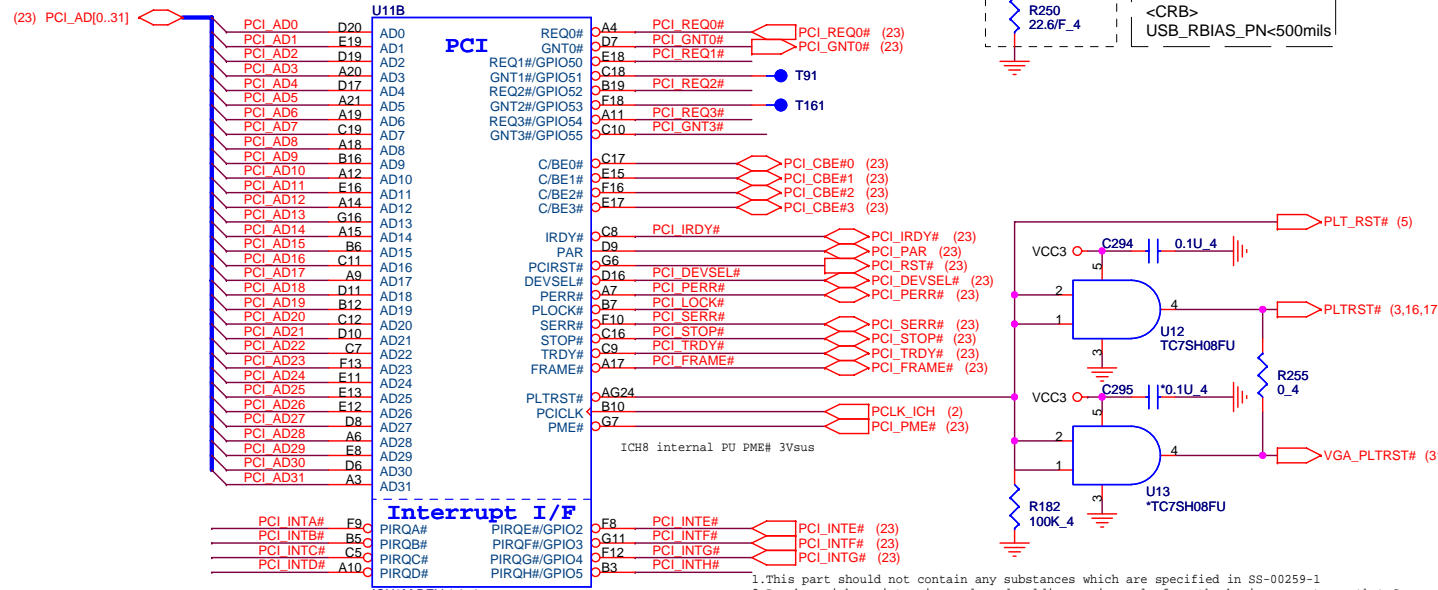 (23) PCI_AD[0..31]
U11B
PCI
PCI_AD0 D20 AD0
PCI_AD1 E19 AD1
PCI_AD2 D19 AD2
PCI_AD3 A20 AD3
PCI_AD4 D17 AD4
PCI_AD5 A21 AD5
PCI_AD6 A19 AD6
PCI_AD7 C19 AD7
PCI_AD8 A18 AD8
PCI_AD9 B16 AD9
PCI_AD10 A12 AD10
PCI_AD11 E16 AD11
PCI_AD12 A14 AD12
PCI_AD13 G16 AD13
PCI_AD14 A15 AD14
PCI_AD15 B6 AD15
PCI_AD16 C11 AD16
PCI_AD17 A9 AD17
PCI_AD18 D11 AD18
PCI_AD19 B12 AD19
PCI_AD20 C12 AD20
PCI_AD21 D10 AD21
PCI_AD22 C7 AD22
PCI_AD23 F13 AD23
PCI_AD24 E11 AD24
PCI_AD25 E13 AD25
PCI_AD26 E12 AD26
PCI_AD27 D8 AD27
PCI_AD28 A6 AD28
PCI_AD29 E8 AD29
PCI_AD30 D6 AD30
PCI_AD31 A3 AD31
REQ0# A4 PCI_REQ0# PCI_REQ0# (23)
GNT0# D7 PCI_GNT0# PCI_GNT0# (23)
REQ1#/GPIO50 E18 PCI_REQ1#
GNT1#/GPIO51 C18 T91
REQ2#/GPIO52 B19 PCI_REQ2#
GNT2#/GPIO53 F18 T161
REQ3#/GPIO54 A11 PCI_REQ3#
GNT3#/GPIO55 C10 PCI_GNT3#
C/BE0# C17 PCI_CBE#0 (23)
C/BE1# E15 PCI_CBE#1 (23)
C/BE2# F16 PCI_CBE#2 (23)
C/BE3# E17 PCI_CBE#3 (23)
IRDY# C8 PCI_IRDY# PCI_IRDY# (23)
PAR D9 PCI_PAR (23)
PCIRST# G6 PCI_RST# (23)
DEVSEL# D16 PCI_DEVSEL# PCI_DEVSEL# (23)
PERR# A7 PCI_PERR# PCI_PERR# (23)
PLOCK# B7 PCI_LOCK#
SERR# F10 PCI_SERR# PCI_SERR# (23)
STOP# C16 PCI_STOP# PCI_STOP# (23)
TRDY# C9 PCI_TRDY# PCI_TRDY# (23)
FRAME# A17 PCI_FRAME# PCI_FRAME# (23)
PLTRST# AG24
PCICLK B10 PCLK_ICH (2)
PME# G7 PCI_PME# (23)
ICH8 internal PU PME# 3Vsus
Interrupt I/F
PCI_INTA# F9 PIRQA#
PCI_INTB# B5 PIRQB#
PCI_INTC# C5 PIRQC#
PCI_INTD# A10 PIRQD#
PIRQE#/GPIO2 F8 PCI_INTE# PCI_INTE# (23)
PIRQF#/GPIO3 G11 PCI_INTF# PCI_INTF# (23)
PIRQG#/GPIO4 F12 PCI_INTG# PCI_INTG# (23)
PIRQH#/GPIO5 B3 PCI_INTH#
R250
22.6/F_4
<CRB>
USB_RBIAS_PN<500mils
PLT_RST# (5)
VCC3 C294 0.1U_4
5
2
1
4
3
U12
TC7SH08FU
PLTRST# (3,16,17
R255
0_4
VCC3 C295 *0.1U_4
5
2
1
4
3
U13
*TC7SH08FU
VGA_PLTRST# (3
R182
100K_4
1.This part should not contain any substances which are specified in SS-00259-1